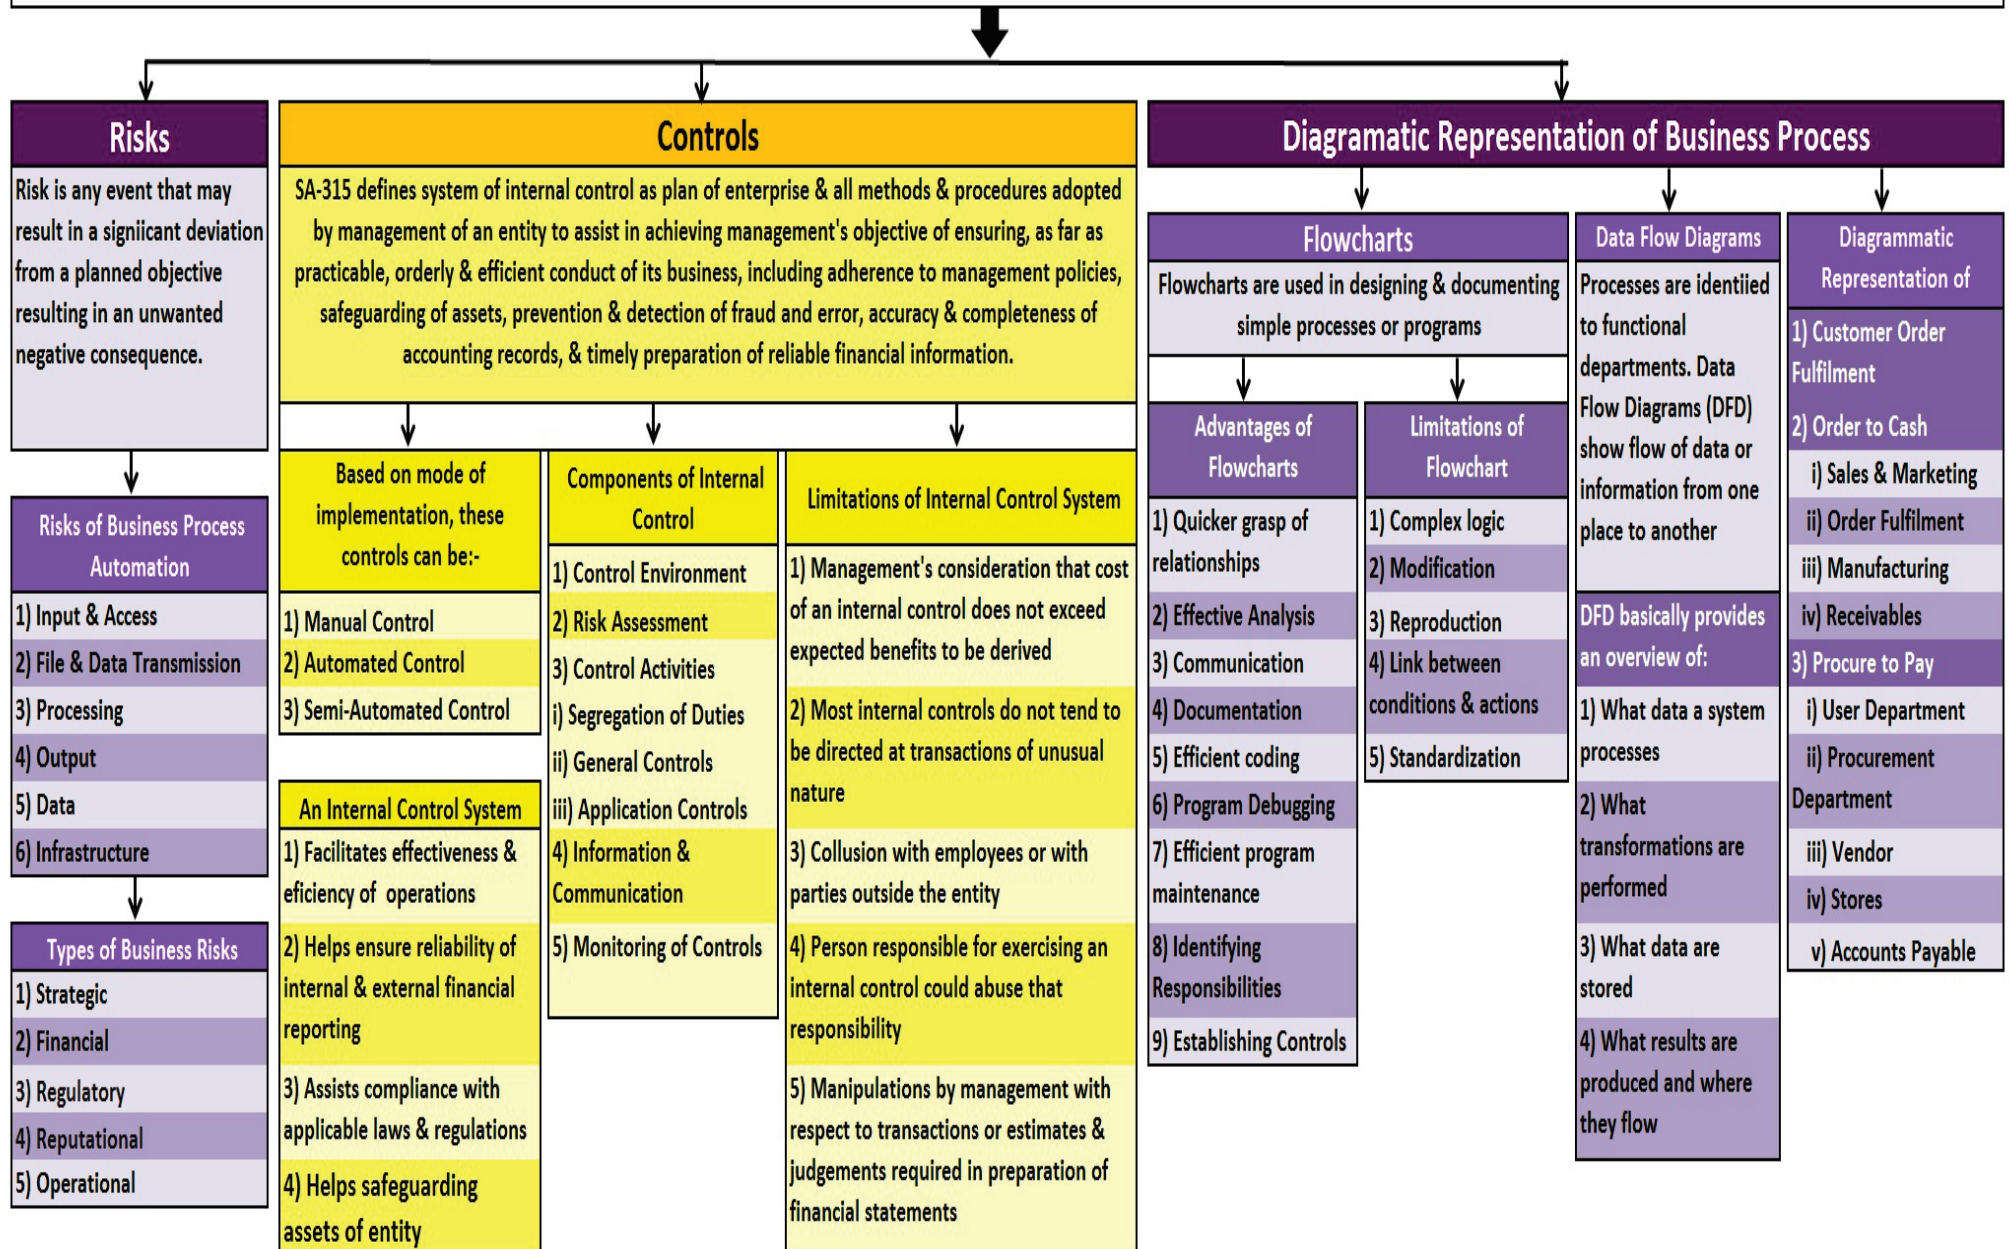 Risks
Risk is any event that may
result in a signiicant deviation
from a planned objective
resulting in an unwanted
negative consequence.
Risks of Business Process
Automation
1) Input & Access
2) File & Data Transmission
3) Processing
4) Output
5) Data
6) Infrastructure
Types of Business Risks
1) Strategic
2) Financial
3) Regulatory
4) Reputational
5) Operational
Controls
SA-315 defines system of internal control as plan of enterprise & all methods & procedures adopted
by management of an entity to assist in achieving management's objective of ensuring, as far as
practicable, orderly & efficient conduct of its business, including adherence to management policies,
safeguarding of assets, prevention & detection of fraud and error, accuracy & completeness of
accounting records, & timely preparation of reliable financial information.
Based on mode of
implementation, these
controls can be:-
1) Manual Control
2) Automated Control
3) Semi-Automated Control
An Internal Control System
1) Facilitates effectiveness &
eficiency of operations
2) Helps ensure reliability of
internal & external financial
reporting
3) Assists compliance with
applicable laws & regulations
4) Helps safeguarding
assets of entity
Components of Internal
Control
1) Control Environment
2) Risk Assessment
3) Control Activities
i) Segregation of Duties
ii) General Controls
iii) Application Controls
4) Information &
Communication
5) Monitoring of Controls
Limitations of Internal Control System
1) Management's consideration that cost
of an internal control does not exceed
expected benefits to be derived
2) Most internal controls do not tend to
be directed at transactions of unusual
nature
3) Collusion with employees or with
parties outside the entity
4) Person responsible for exercising an
internal control could abuse that
responsibility
5) Manipulations by management with
respect to transactions or estimates &
judgements required in preparation of
financial statements
Diagramatic Representation of Business Process
Flowcharts
Flowcharts are used in designing & documenting
simple processes or programs
Advantages of
Flowcharts
1) Quicker grasp of
relationships
2) Effective Analysis
3) Communication
4) Documentation
5) Efficient coding
6) Program Debugging
7) Efficient program
maintenance
8) Identifying
Responsibilities
9) Establishing Controls
Limitations of
Flowchart
1) Complex logic
2) Modification
3) Reproduction
4) Link between
conditions & actions
5) Standardization
Data Flow Diagrams
Processes are identiied
to functional
departments. Data
Flow Diagrams (DFD)
show flow of data or
information from one
place to another
DFD basically provides
an overview of:
1) What data a system
processes
2) What
transformations are
performed
3) What data are
stored
4) What results are
produced and where
they flow
Diagrammatic
Representation of
1) Customer Order
Fulfilment
2) Order to Cash
i) Sales & Marketing
ii) Order Fulfilment
iii) Manufacturing
iv) Receivables
3) Procure to Pay
i) User Department
ii) Procurement
Department
iii) Vendor
iv) Stores
v) Accounts Payable